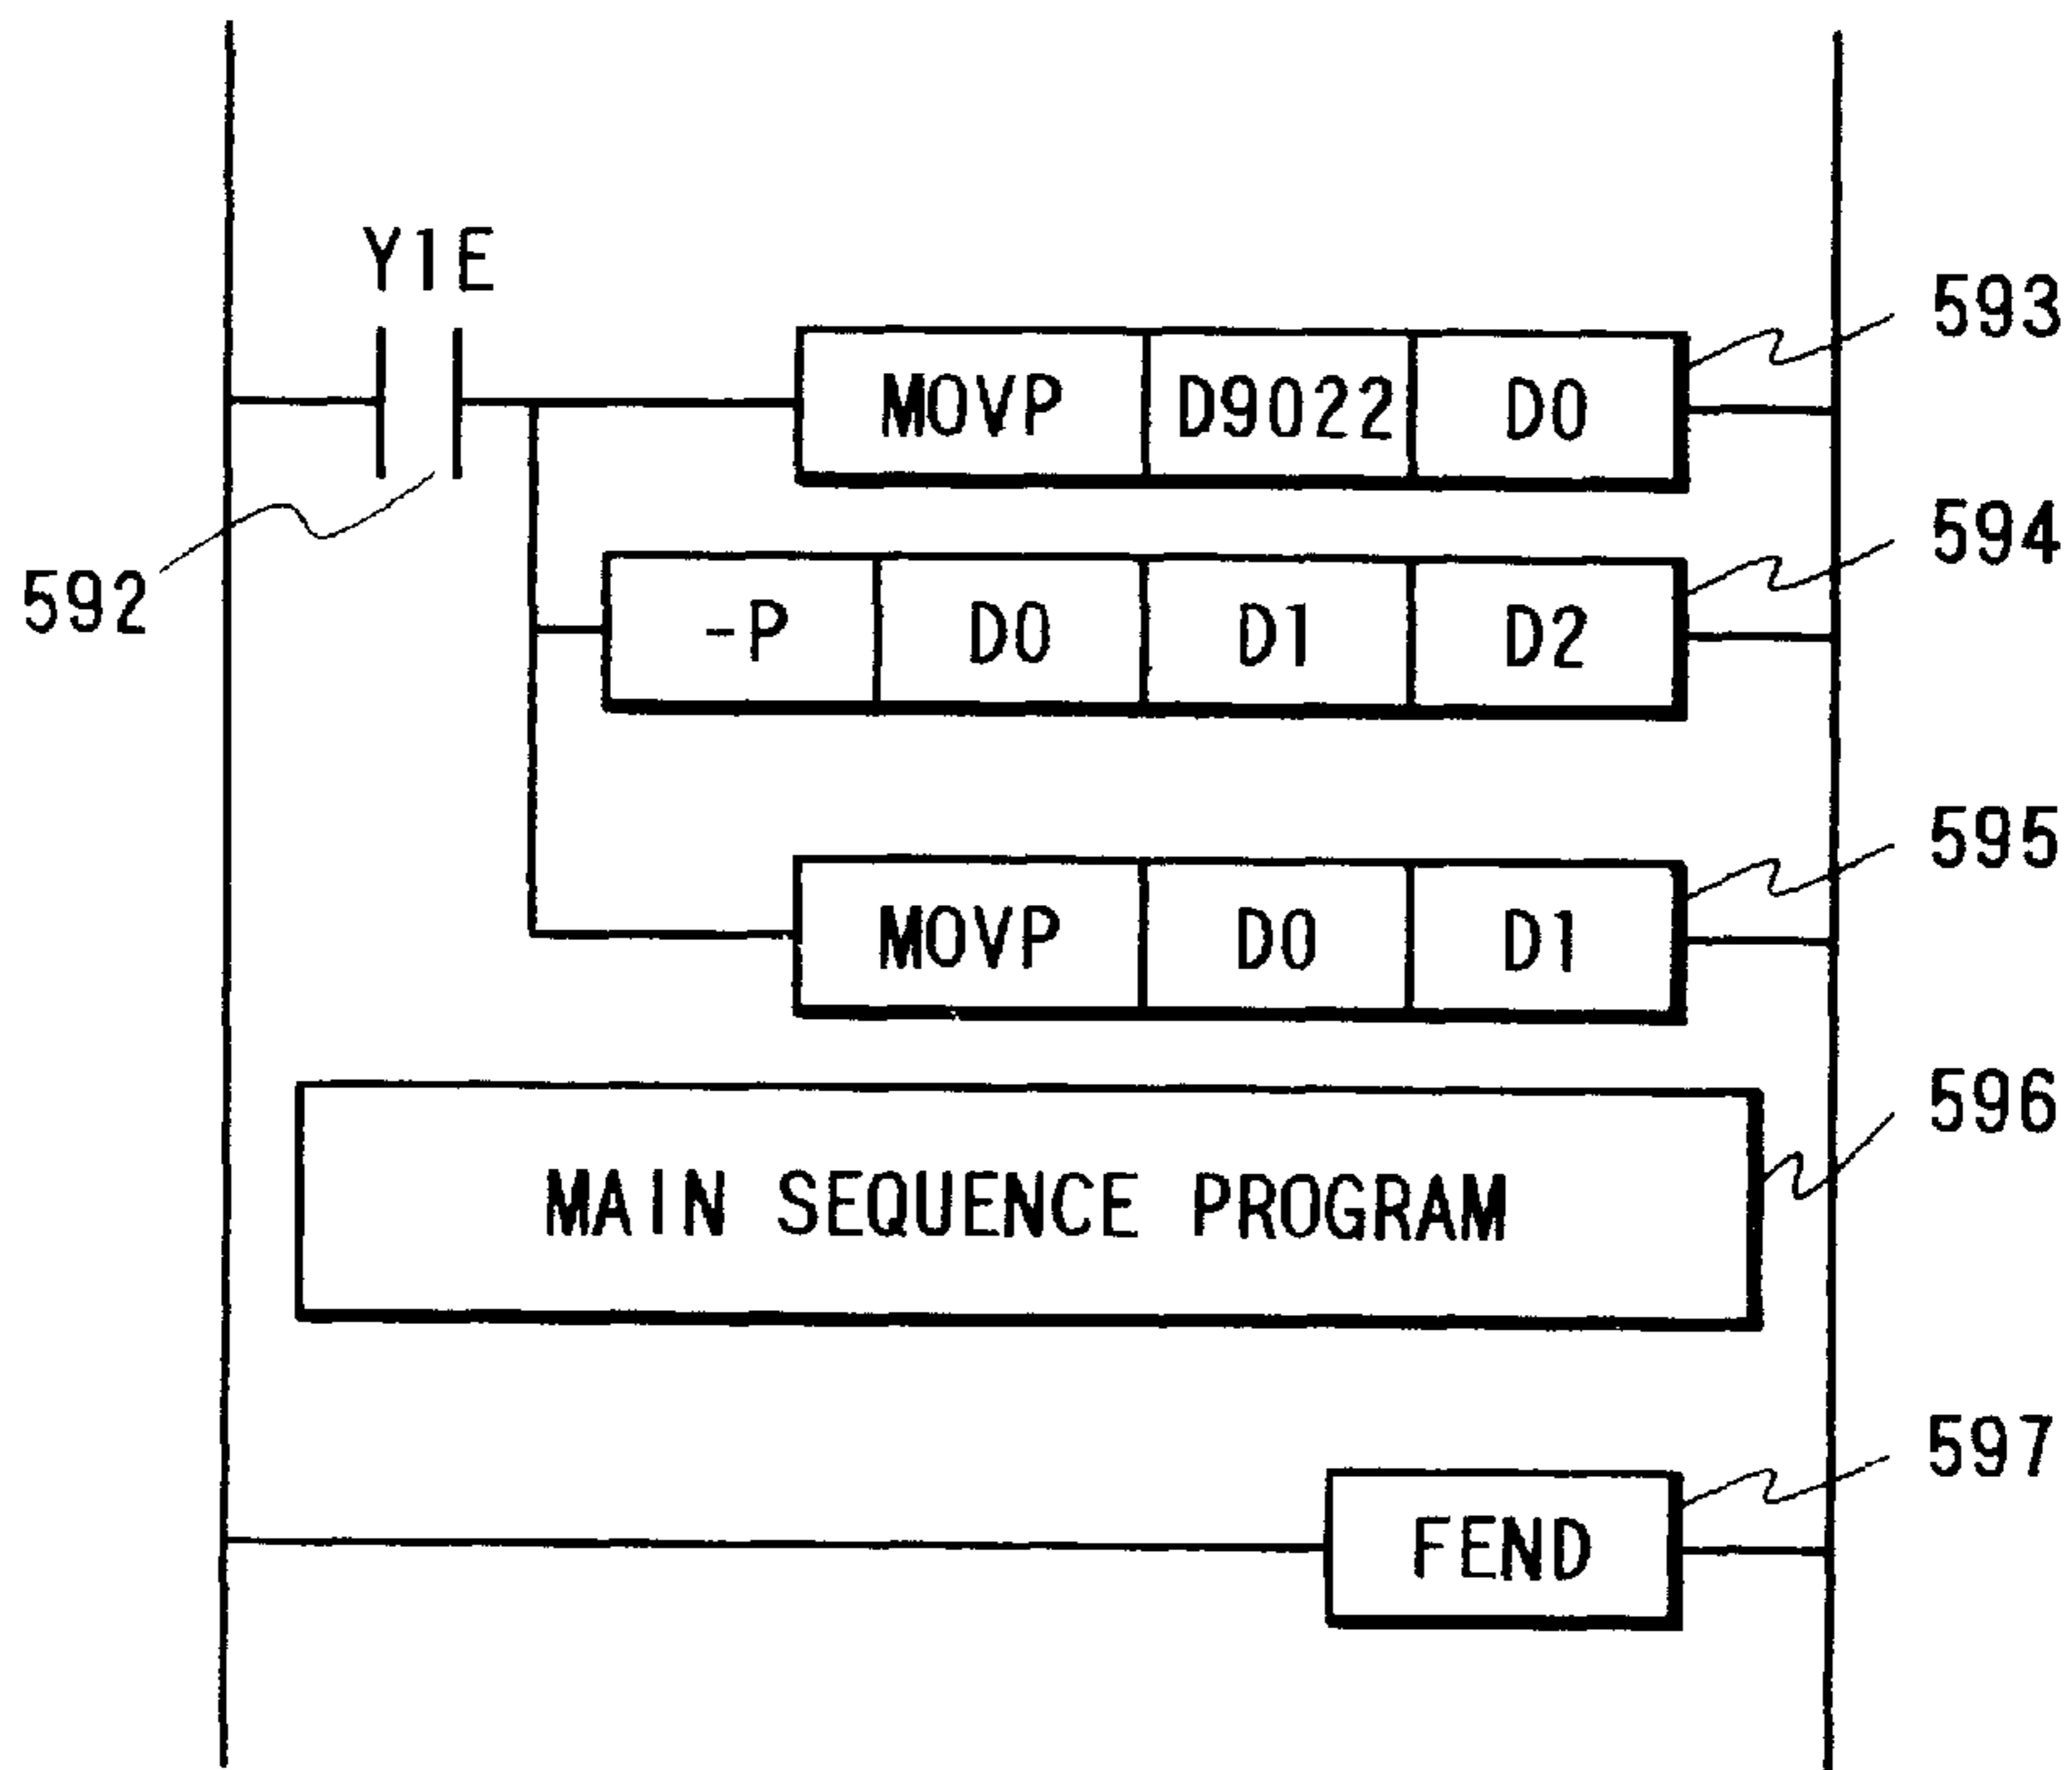 Y1E
593
MOVP D9022 D0
592
594
-P D0 D1 D2
595
MOVP D0 D1
596
MAIN SEQUENCE PROGRAM
597
FEND